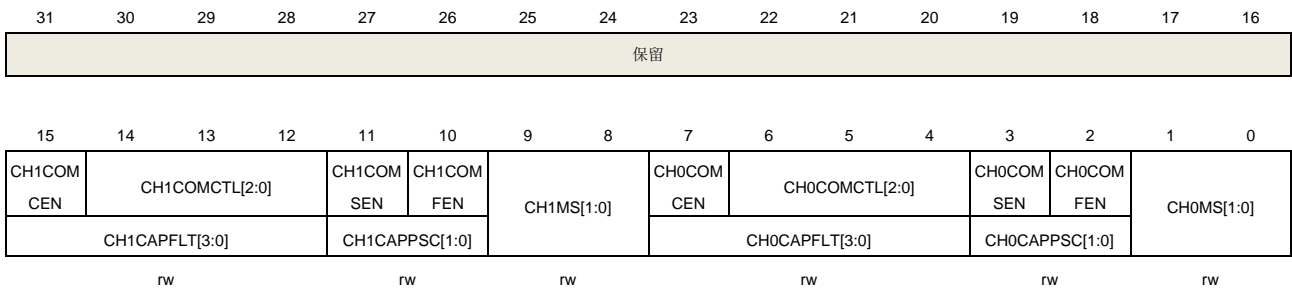 31 30 29 28 27 26 25 24 23 22 21 20 19 18 17 16
保留
15 14 13 12 11 10 9 8 7 6 5 4 3 2 1 0
CH1COM CEN CH1COMCTL[2:0] CH1COM SEN CH1COM FEN CH1MS[1:0] CH0COM CEN CH0COMCTL[2:0] CH0COM SEN CH0COM FEN CH0MS[1:0]
CH1CAPFLT[3:0] CH1CAPPSC[1:0] CH0CAPFLT[3:0] CH0CAPPSC[1:0]
rw rw rw rw rw rw